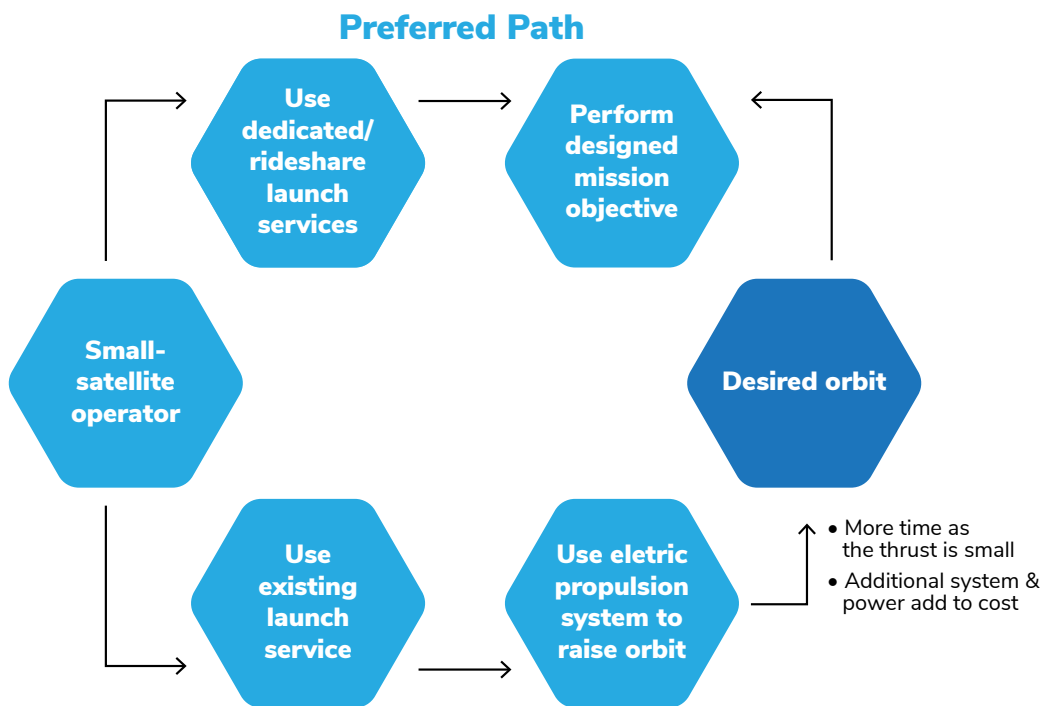 Preferred Path
Use
dedicated/
rideshare
launch
services
Perform
designed
mission
objective
Small-
satellite
operator
Desired orbit
Use
existing
launch
service
Use eletric
propulsion
system to
raise orbit
• More time as
the thrust is small
• Additional system &
power add to cost